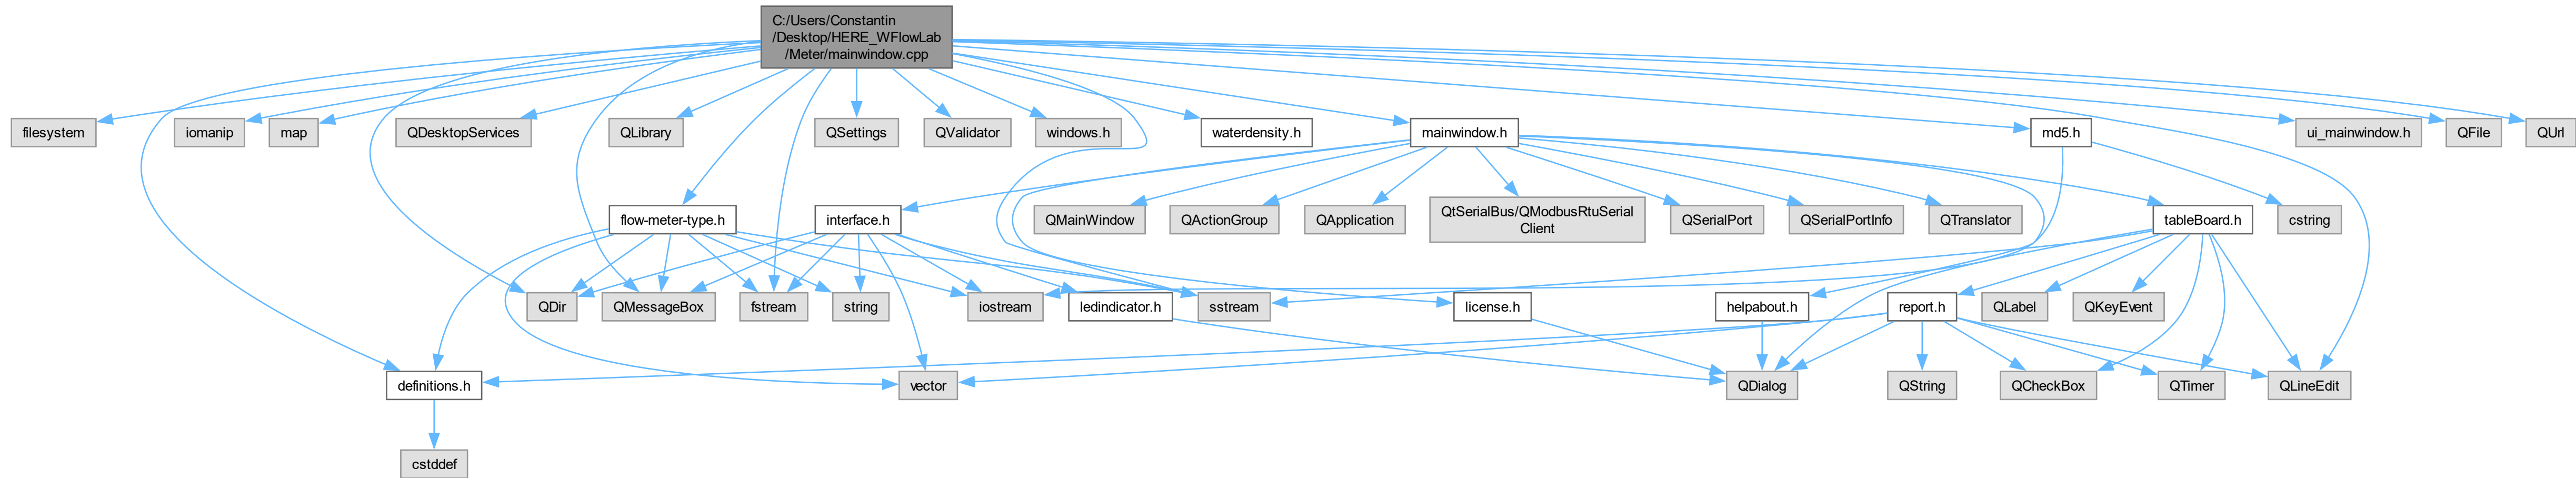 C:/Users/Constantin
/Desktop/HERE_WFlowLab
/Meter/mainwindow.cpp
filesystem
iomanip
map
QDesktopServices
QLibrary
QSettings
QValidator
windows.h
waterdensity.h
mainwindow.h
md5.h
ui_mainwindow.h
QFile
QUrl
flow-meter-type.h
interface.h
QMainWindow
QActionGroup
QApplication
QtSerialBus/QModbusRtuSerial
Client
QSerialPort
QSerialPortInfo
QTranslator
tableBoard.h
cstring
QDir
QMessageBox
fstream
string
iostream
ledindicator.h
sstream
license.h
helpabout.h
report.h
QLabel
QKeyEvent
definitions.h
vector
QDialog
QString
QCheckBox
QTimer
QLineEdit
cstddef